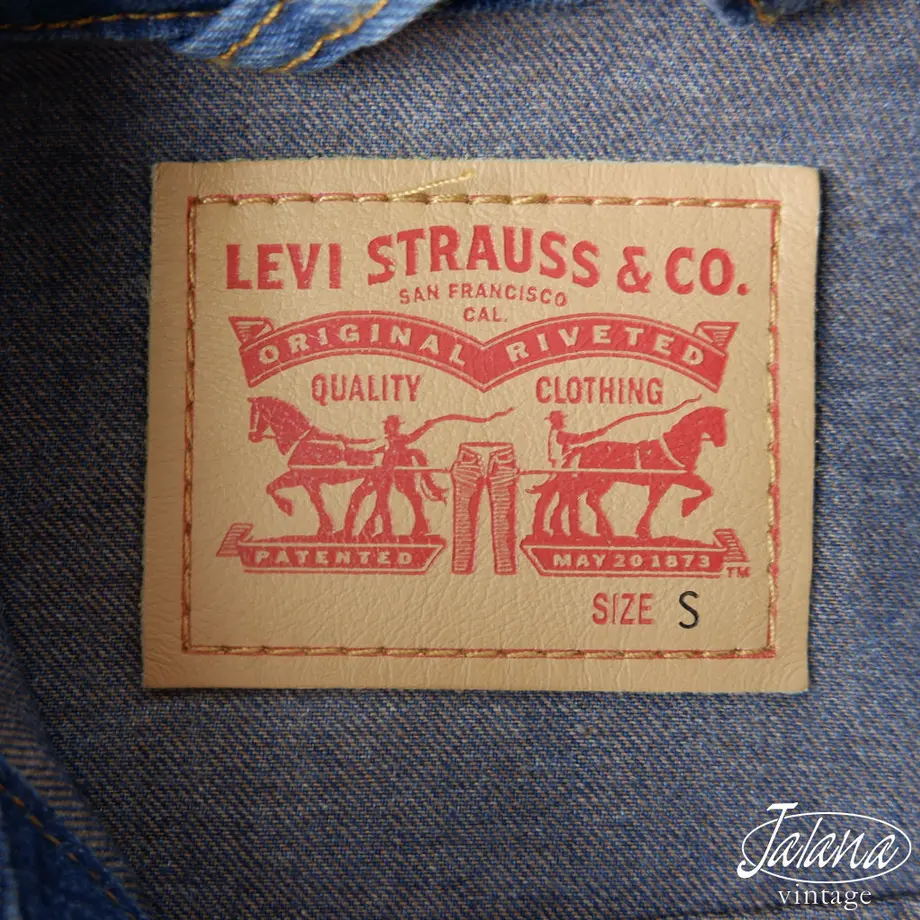 LEVI STRAUSS & CO.
SAN FRANCISCO
CAL.
ORIGINAL RIVETED
QUALITY CLOTHING
PATENTED MAY 20 1873 ™
SIZE S
Jalana
vintage